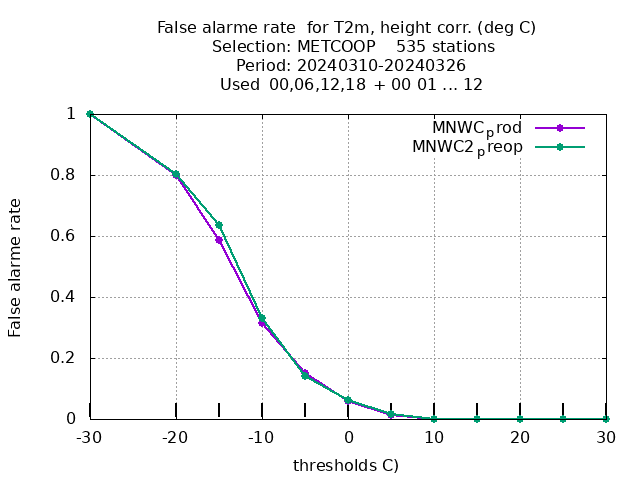 False alarme rate  for T2m, height corr. (deg C)
Selection: METCOOP    535 stations
Period: 20240310-20240326
Used  00,06,12,18  + 00 01 ... 12
MNWCprod
MNWC2preop
1
0.8
0.6
0.4
0.2
0
False alarme rate
-30
-20
-10
0
10
20
30
thresholds C)